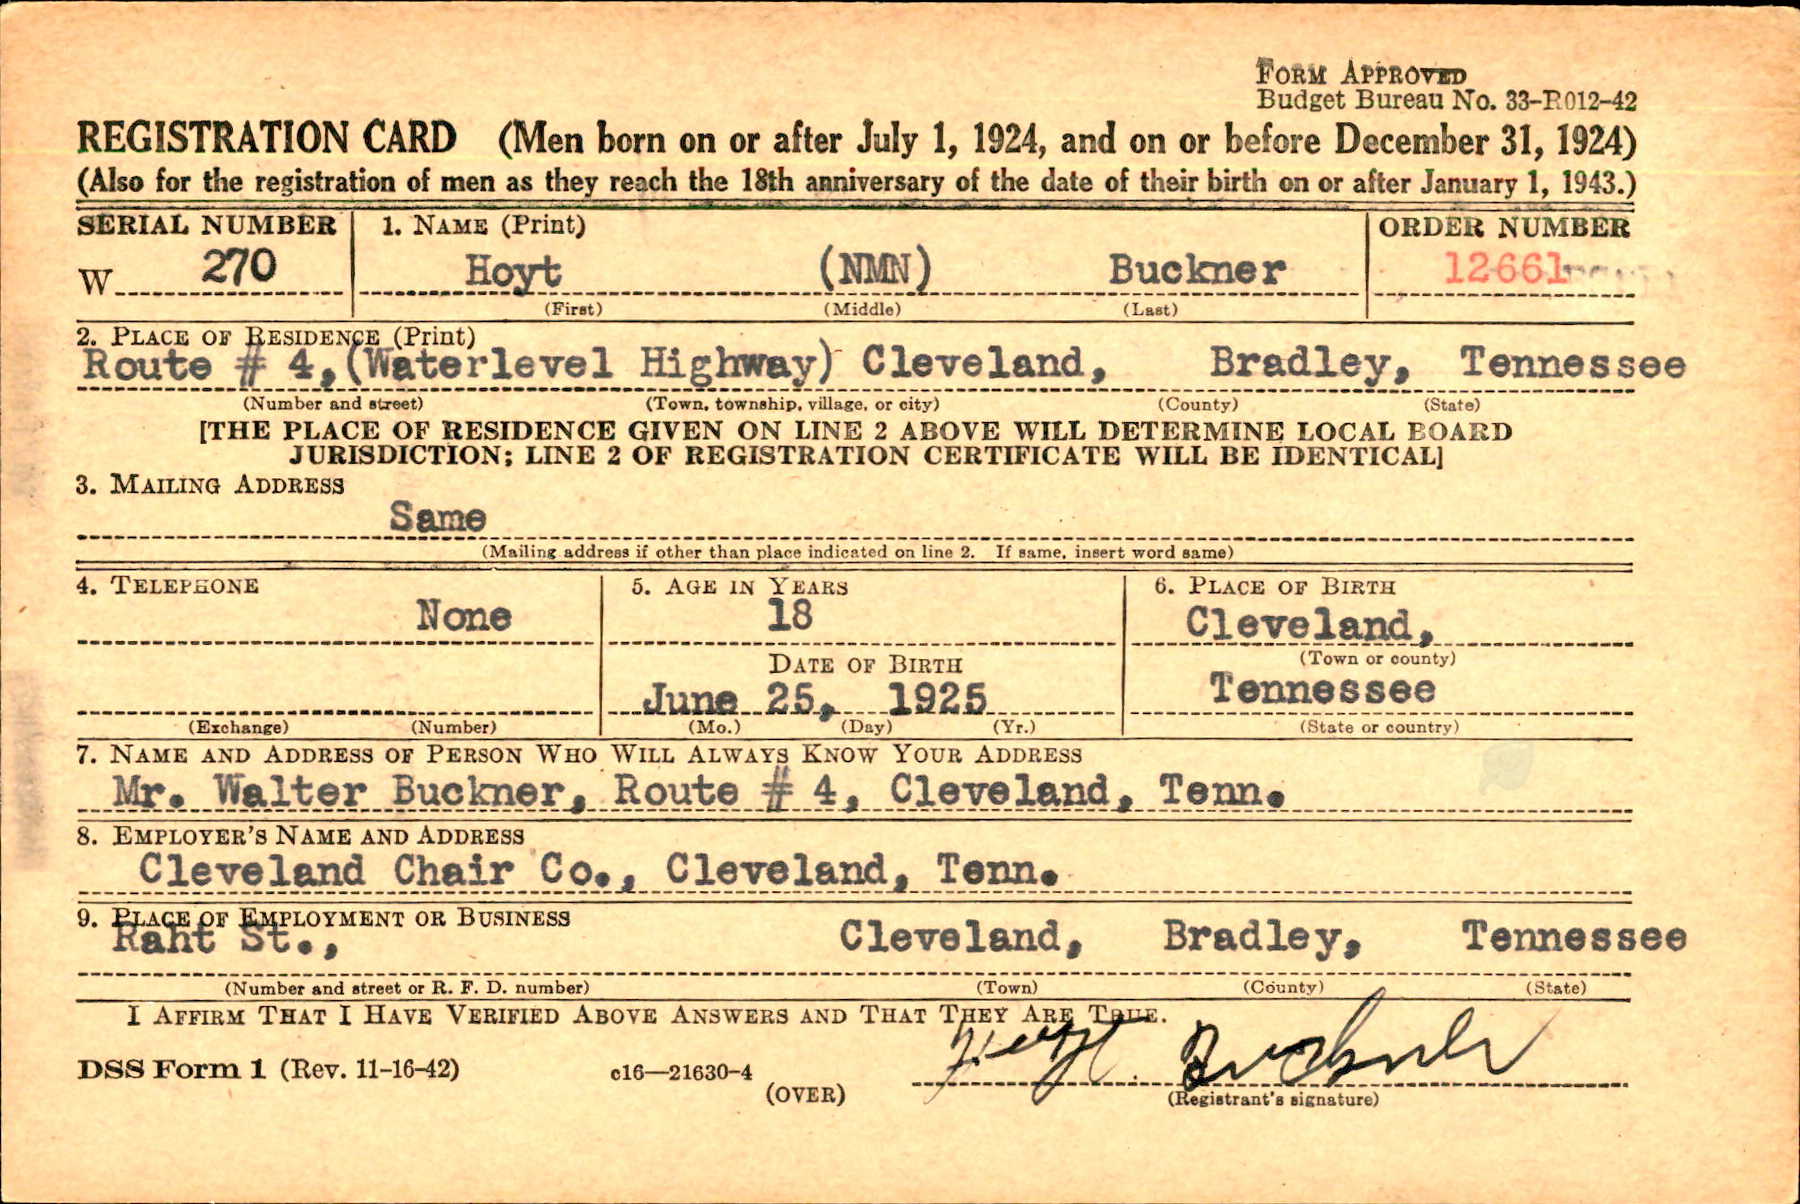 FORM APPROVED
Budget Bureau No. 33-R012-42
REGISTRATION CARD (Men born on or after July 1, 1924, and on or before December 31, 1924)
(Also for the registration of men as they reach the 18th anniversary of the date of their birth on or after January 1, 1943.)
SERIAL NUMBER 1. NAME (Print) ORDER NUMBER
W 270 Hoyt (NMN) Buckner 12661
(First) (Middle) (Last)
2. PLACE OF RESIDENCE (Print)
Route # 4, (Waterlevel Highway) Cleveland, Bradley, Tennessee
(Number and street) (Town, township, village, or city) (County) (State)
[THE PLACE OF RESIDENCE GIVEN ON LINE 2 ABOVE WILL DETERMINE LOCAL BOARD
JURISDICTION; LINE 2 OF REGISTRATION CERTIFICATE WILL BE IDENTICAL]
3. MAILING ADDRESS
Same
(Mailing address if other than place indicated on line 2. If same, insert word same)
4. TELEPHONE 5. AGE IN YEARS 6. PLACE OF BIRTH
None 18 Cleveland,
DATE OF BIRTH (Town or county)
June 25, 1925 Tennessee
(Exchange) (Number) (Mo.) (Day) (Yr.) (State or country)
7. NAME AND ADDRESS OF PERSON WHO WILL ALWAYS KNOW YOUR ADDRESS
Mr. Walter Buckner, Route # 4, Cleveland, Tenn.
8. EMPLOYER'S NAME AND ADDRESS
Cleveland Chair Co., Cleveland, Tenn.
9. PLACE OF EMPLOYMENT OR BUSINESS
Raht St., Cleveland, Bradley, Tennessee
(Number and street or R. F. D. number) (Town) (County) (State)
I AFFIRM THAT I HAVE VERIFIED ABOVE ANSWERS AND THAT THEY ARE TRUE.
Hoyt Buckner
DSS Form 1 (Rev. 11-16-42) c16—21630-4
(OVER) (Registrant's signature)